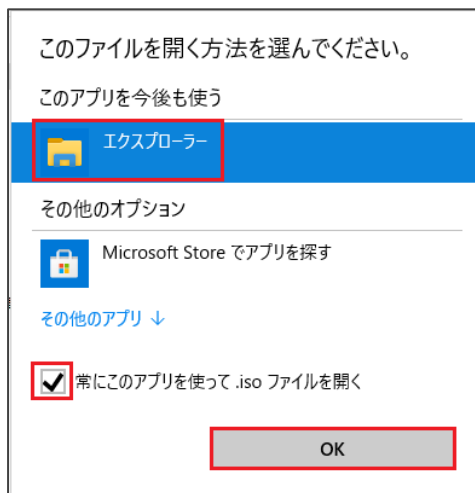 このファイルを開く方法を選んでください。
このアプリを今後も使う
エクスプローラー
その他のオプション
Microsoft Store でアプリを探す
その他のアプリ ↓
常にこのアプリを使って .iso ファイルを開く
OK